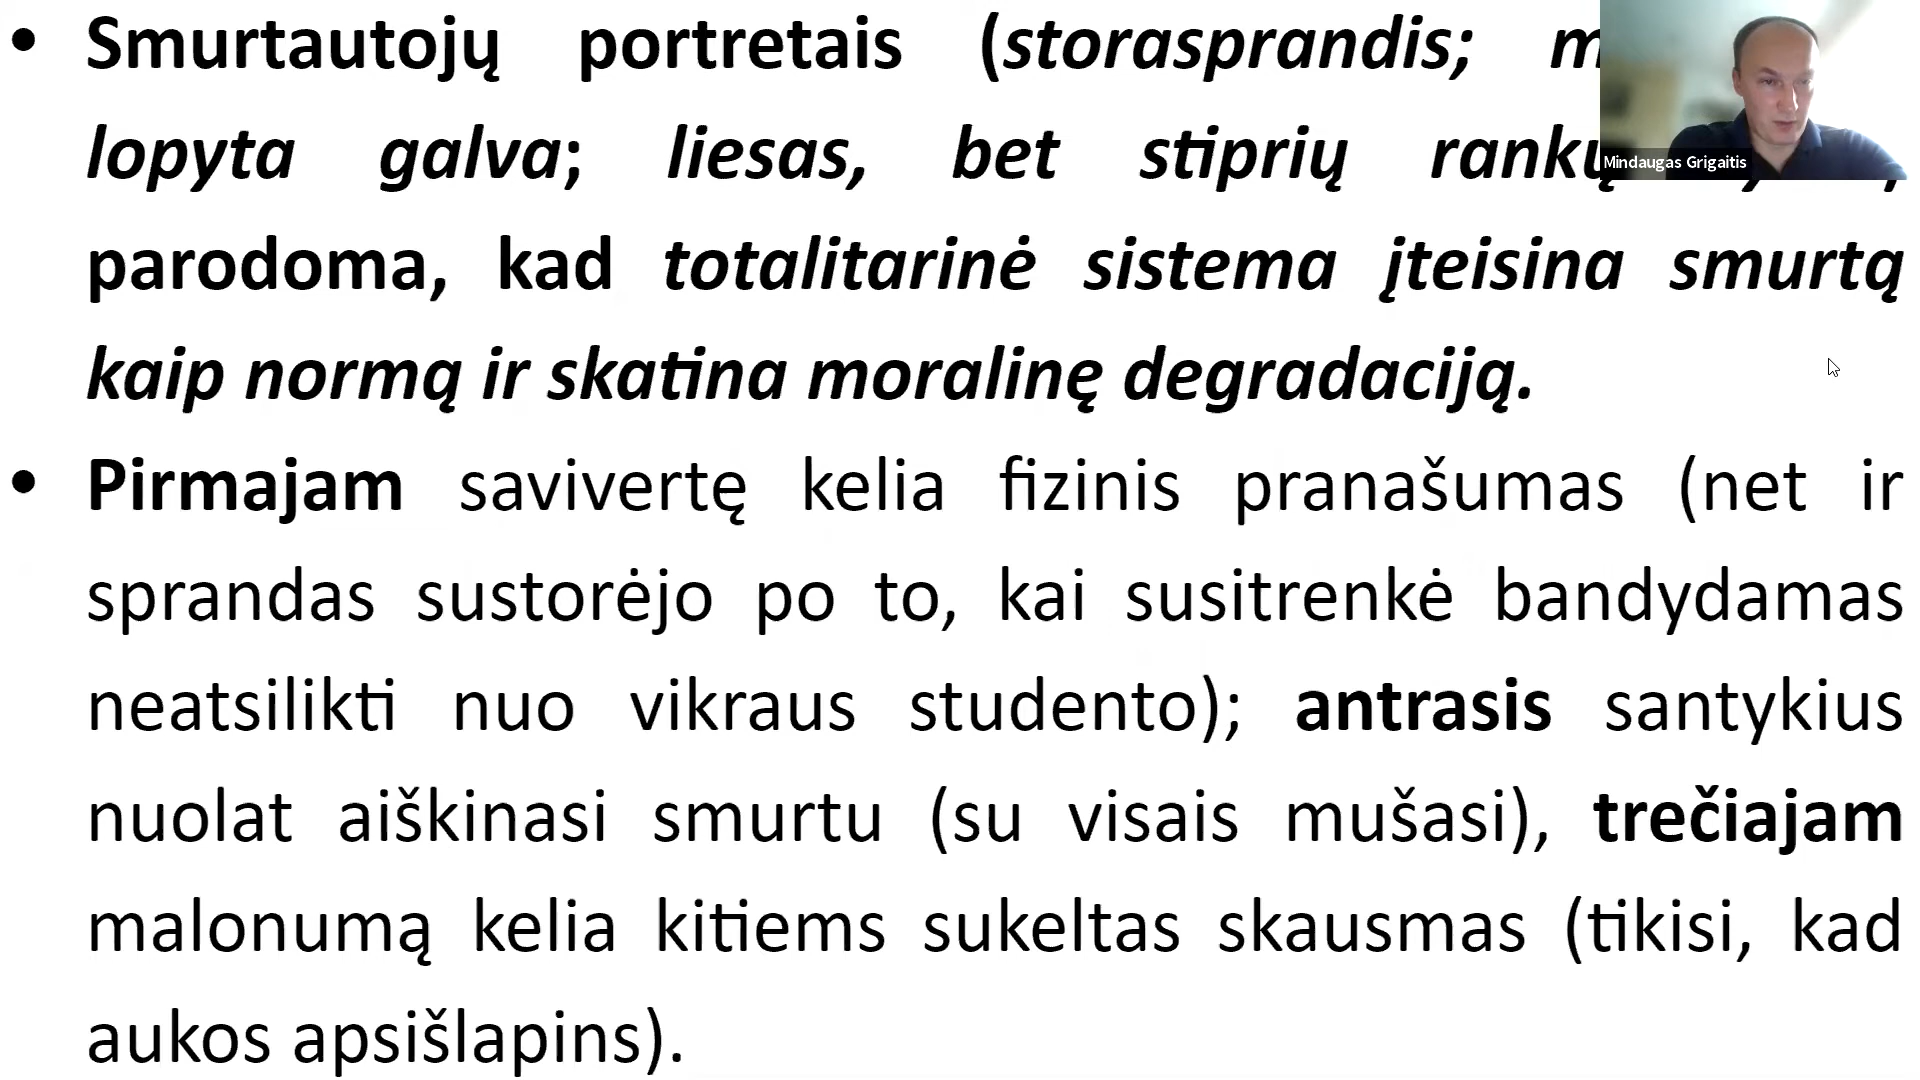 • Smurtautojų portretais (storasprandis;
lopyta galva; liesas, bet stiprių
parodoma, kad totalitarinė sistema įteisina smurtą
kaip normą ir skatina moralinę degradaciją.
• Pirmajam savivertę kelia fizinis pranašumas (net ir
sprandas sustorėjo po to, kai susitrenkė bandydamas
neatsilikti nuo vikraus studento); antrasis santykius
nuolat aiškinasi smurtu (su visais mušasi), trečiajam
malonumą kelia kitiems sukeltas skausmas (tikisi, kad
aukos apsišlapins).
Mindaugas Grigaitis